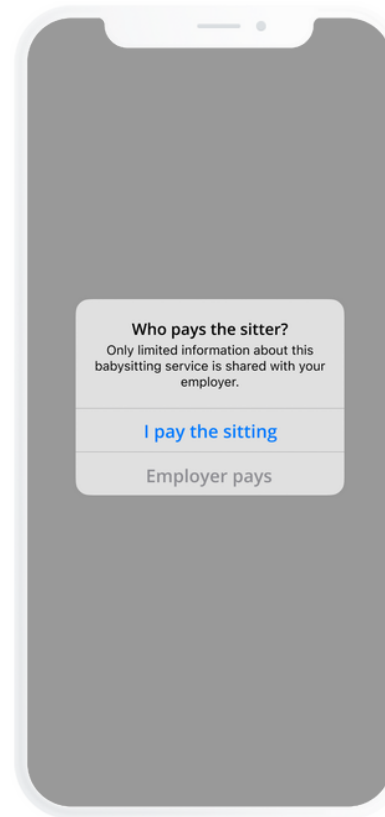 Who pays the sitter?
Only limited information about this
babysitting service is shared with your
employer.
I pay the sitting
Employer pays